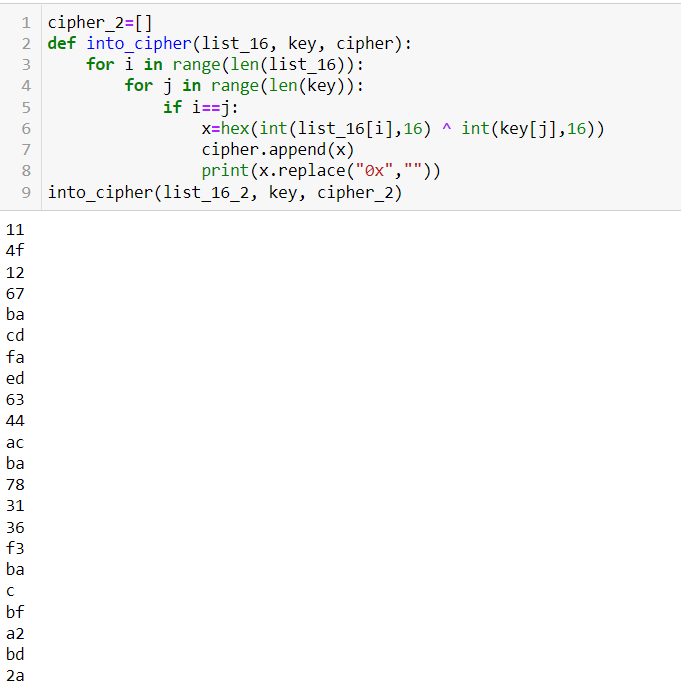 1 cipher_2=[]
2 def into_cipher(list_16, key, cipher):
3     for i in range(len(list_16)):
4         for j in range(len(key)):
5             if i==j:
6                 x=hex(int(list_16[i],16) ^ int(key[j],16))
7                 cipher.append(x)
8                 print(x.replace("0x",""))
9 into_cipher(list_16_2, key, cipher_2)
11
4f
12
67
ba
cd
fa
ed
63
44
ac
ba
78
31
36
f3
ba
c
bf
a2
bd
2a